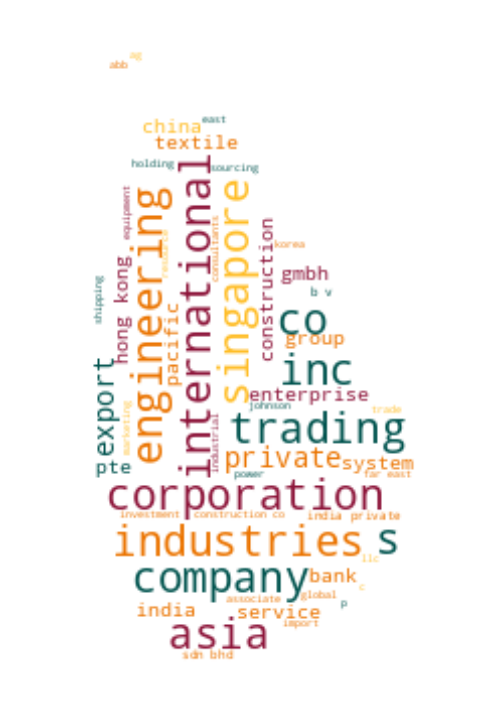 ag
abb
east
china
textile
holding
sourcing
international
equipment
engineering
resource
singapore
consultants
construction
korea
gmbh
hong kong
shipping
b v
pacific
co
group
inc
export
enterprise
johnson
trade
marketing
industrial
trading
private
system
pte
power
far east
corporation
investment
construction co
india private
industries
s
llc
company
bank
c
associate
global
p
india
service
import
asia
sdn bhd